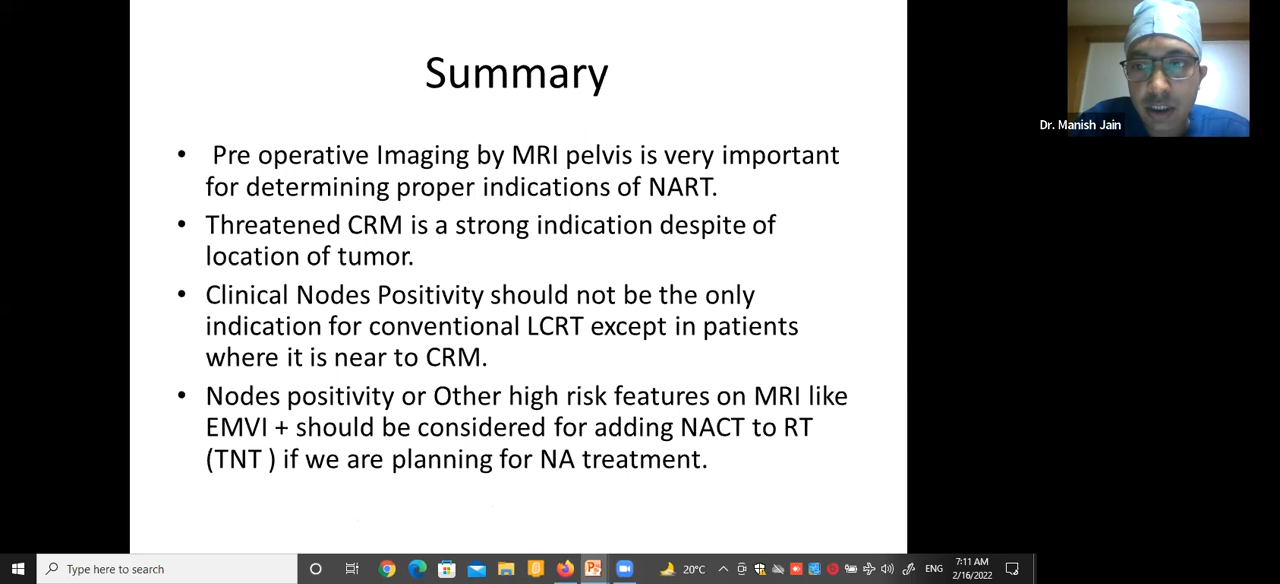 Summary
Dr. Manish Jain
• Pre operative Imaging by MRI pelvis is very important
for determining proper indications of NART.
• Threatened CRM is a strong indication despite of
location of tumor.
• Clinical Nodes Positivity should not be the only
indication for conventional LCRT except in patients
where it is near to CRM.
• Nodes positivity or Other high risk features on MRI like
EMVI + should be considered for adding NACT to RT
(TNT ) if we are planning for NA treatment.
Type here to search
20°C
ENG
7:11 AM
2/16/2022